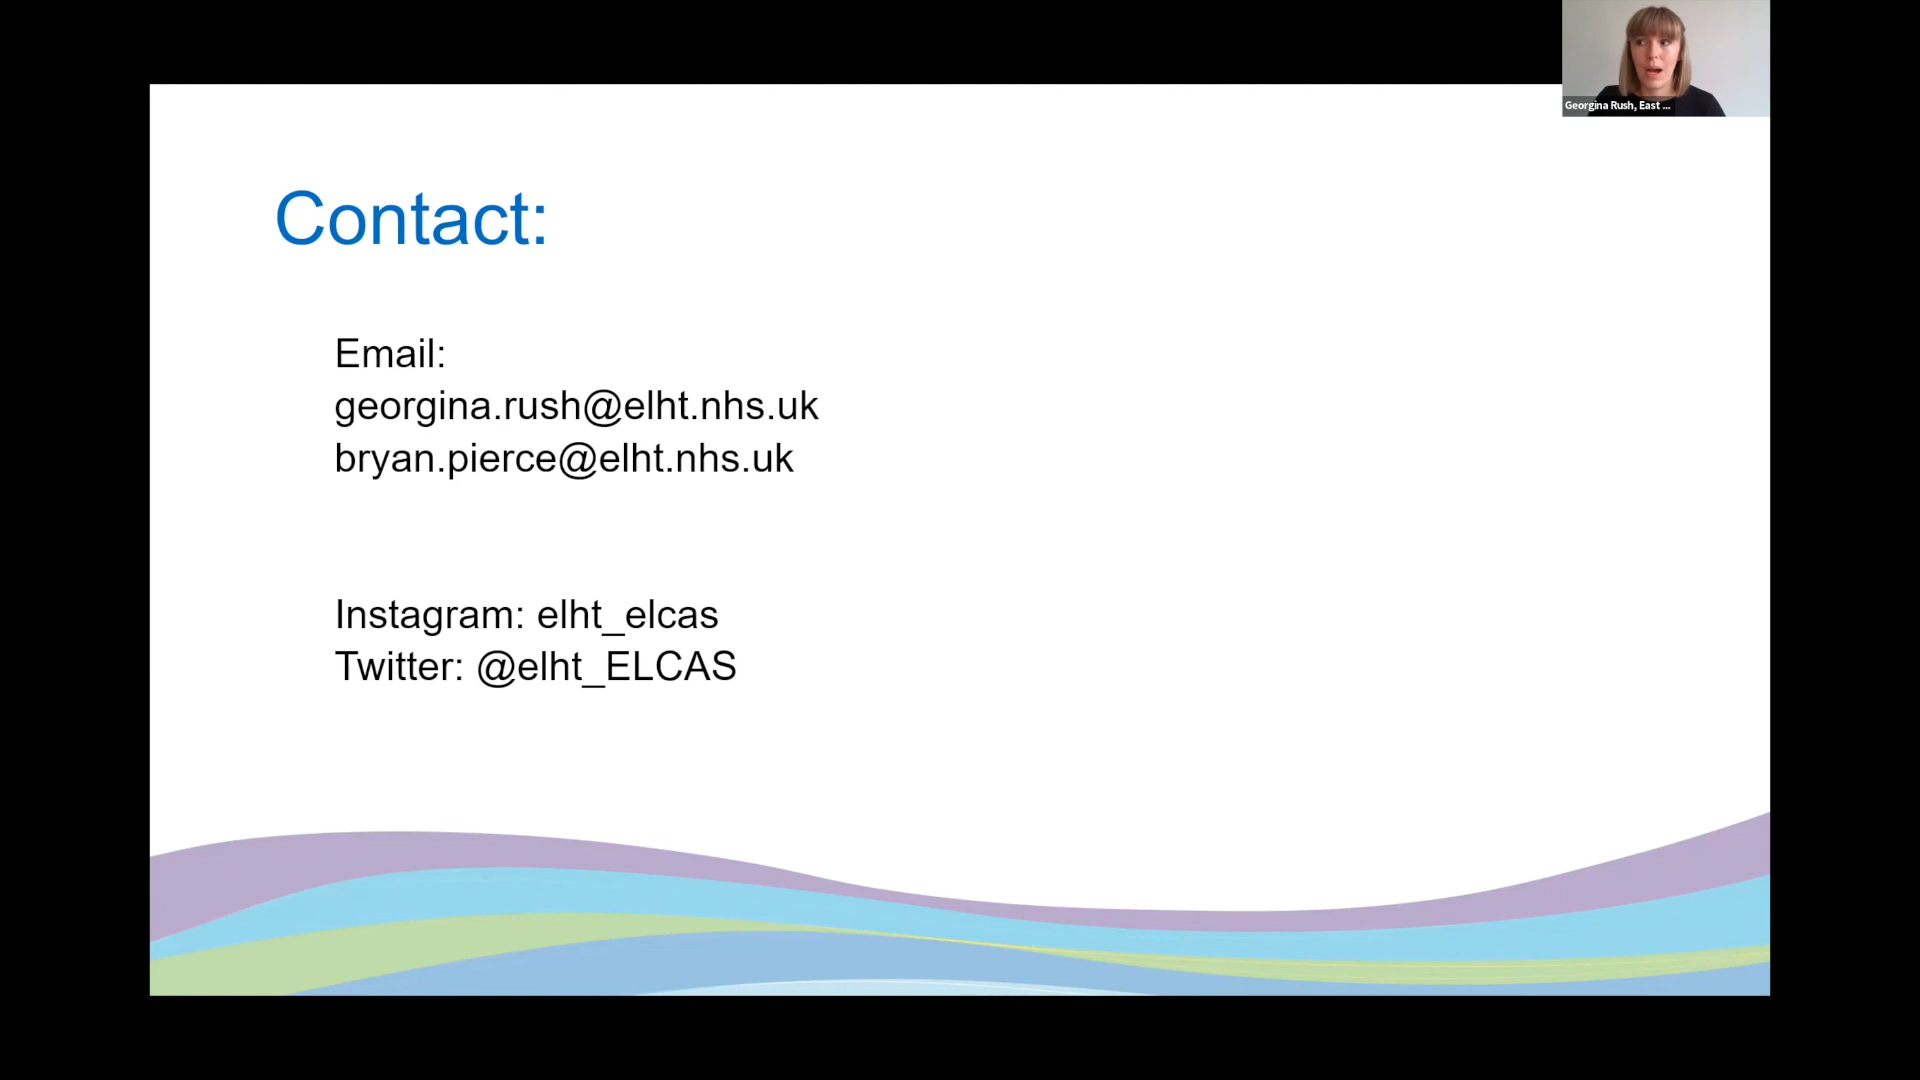 Georgina Rush, East ...
Contact:
Email:
georgina.rush@elht.nhs.uk
bryan.pierce@elht.nhs.uk
Instagram: elht_elcas
Twitter: @elht_ELCAS